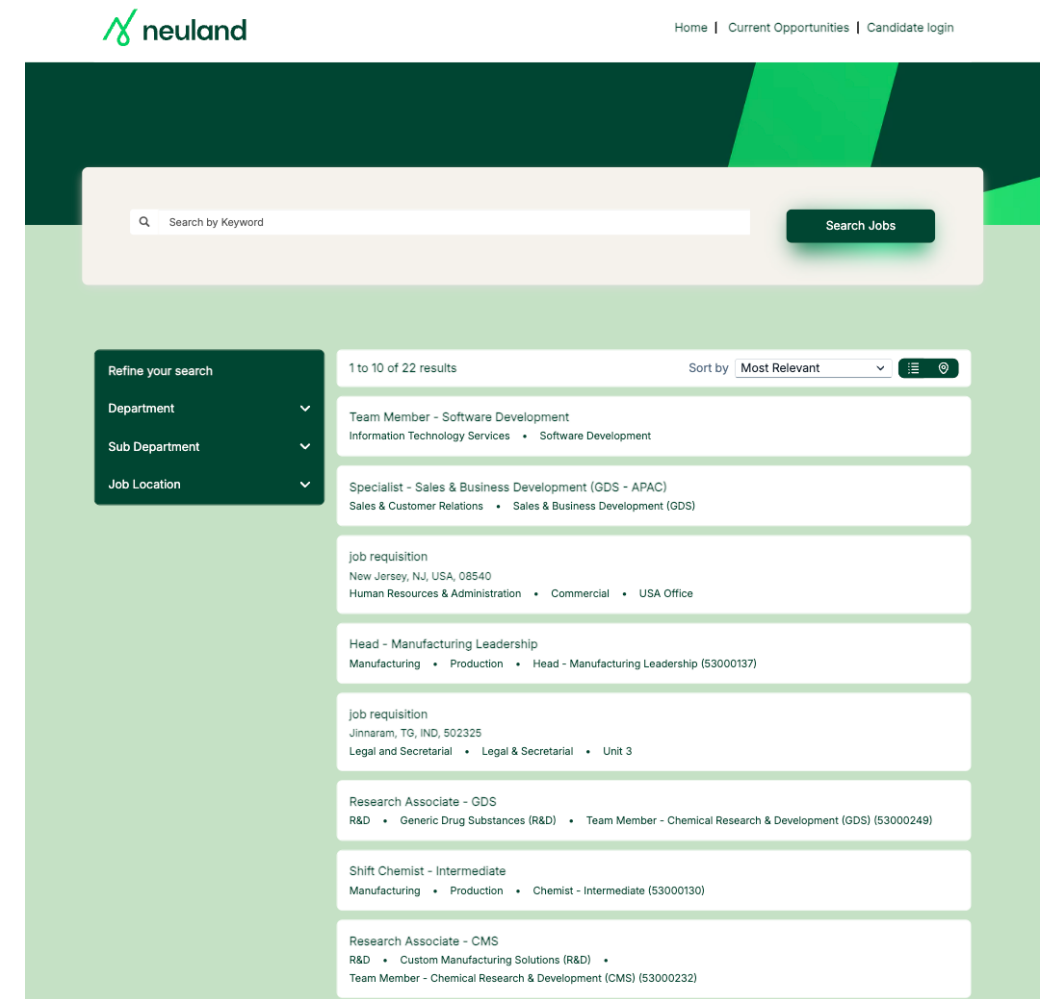 neuland
Home | Current Opportunities | Candidate login
Search by Keyword
Search Jobs
Refine your search
Department
Sub Department
Job Location
1 to 10 of 22 results
Sort by Most Relevant
Team Member - Software Development
Information Technology Services • Software Development
Specialist - Sales & Business Development (GDS - APAC)
Sales & Customer Relations • Sales & Business Development (GDS)
job requisition
New Jersey, NJ, USA, 08540
Human Resources & Administration • Commercial • USA Office
Head - Manufacturing Leadership
Manufacturing • Production • Head - Manufacturing Leadership (53000137)
job requisition
Jinnaram, TG, IND, 502325
Legal and Secretarial • Legal & Secretarial • Unit 3
Research Associate - GDS
R&D • Generic Drug Substances (R&D) • Team Member - Chemical Research & Development (GDS) (53000249)
Shift Chemist - Intermediate
Manufacturing • Production • Chemist - Intermediate (53000130)
Research Associate - CMS
R&D • Custom Manufacturing Solutions (R&D) •
Team Member - Chemical Research & Development (CMS) (53000232)